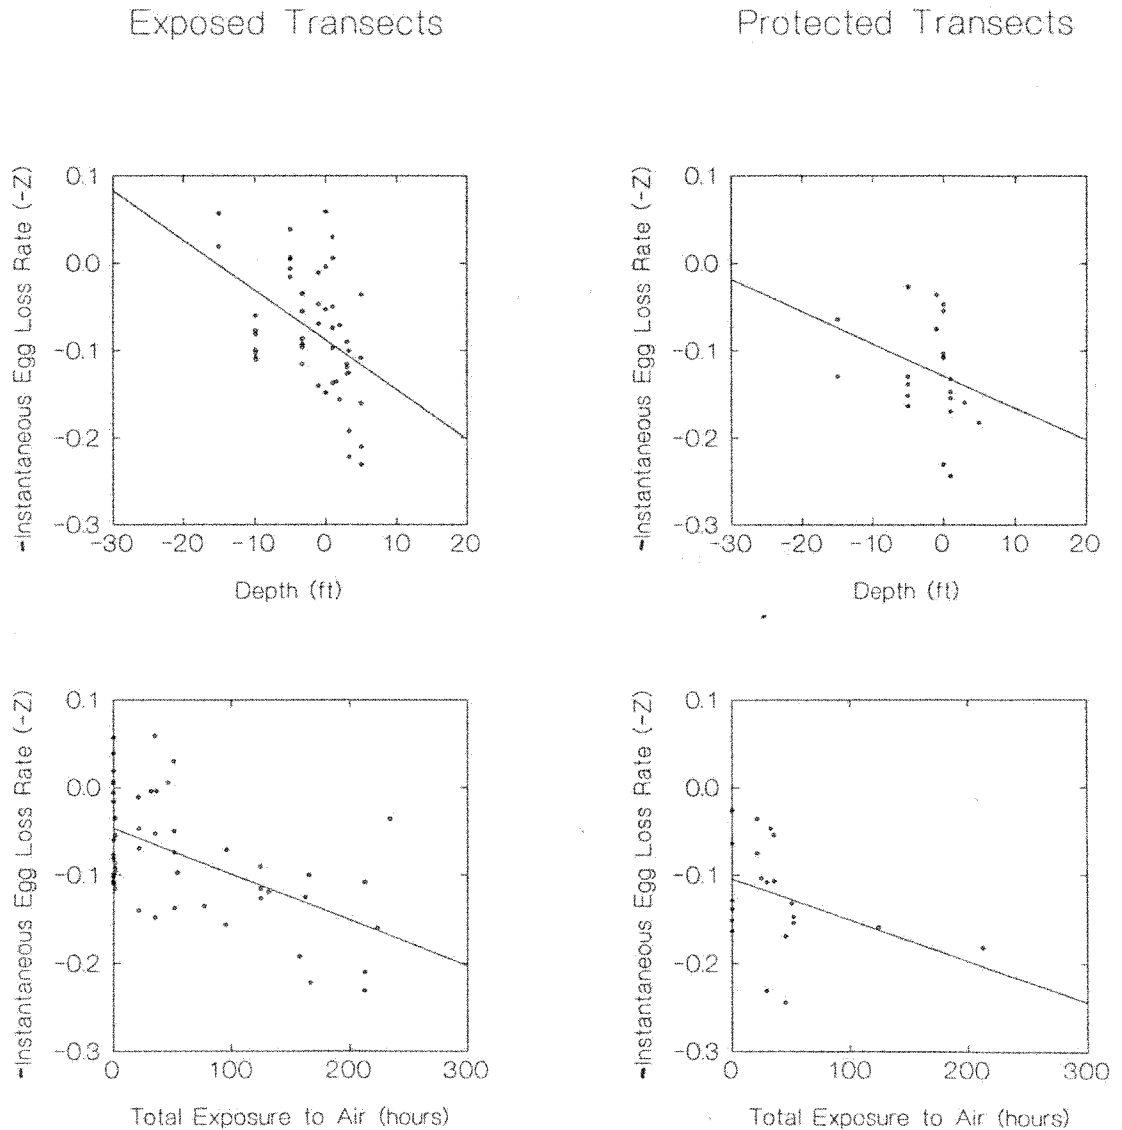 Exposed Transects
Protected Transects
-Instantaneous Egg Loss Rate (-Z)
0.1
0.0
-0.1
-0.2
-0.3
-30 -20 -10 0 10 20
Depth (ft)
-Instantaneous Egg Loss Rate (-Z)
0.1
0.0
-0.1
-0.2
-0.3
-30 -20 -10 0 10 20
Depth (ft)
-Instantaneous Egg Loss Rate (-Z)
0.1
0.0
-0.1
-0.2
-0.3
0 100 200 300
Total Exposure to Air (hours)
-Instantaneous Egg Loss Rate (-Z)
0.1
0.0
-0.1
-0.2
-0.3
0 100 200 300
Total Exposure to Air (hours)